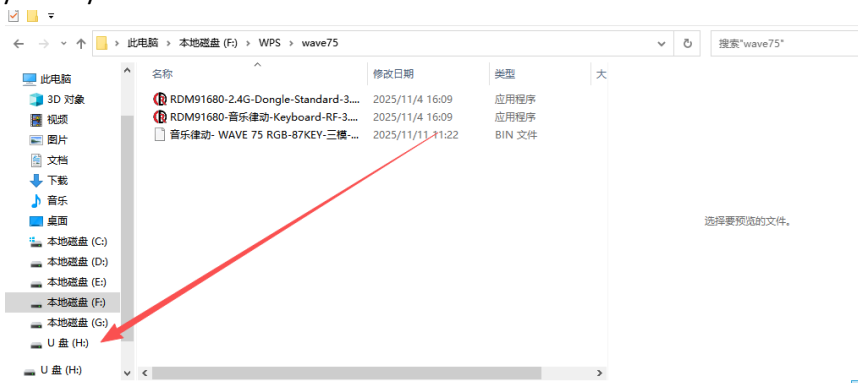 此电脑 › 本地磁盘 (F:) › WPS › wave75
搜索"wave75"
名称 修改日期 类型 大
RDM91680-2.4G-Dongle-Standard-3.... 2025/11/4 16:09 应用程序
RDM91680-音乐律动-Keyboard-RF-3.... 2025/11/4 16:09 应用程序
音乐律动- WAVE 75 RGB-87KEY-三模-... 2025/11/11 11:22 BIN 文件
此电脑
3D 对象
视频
图片
文档
下载
音乐
桌面
本地磁盘 (C:)
本地磁盘 (D:)
本地磁盘 (E:)
本地磁盘 (F:)
本地磁盘 (G:)
U 盘 (H:)
U 盘 (H:)
选择要预览的文件。